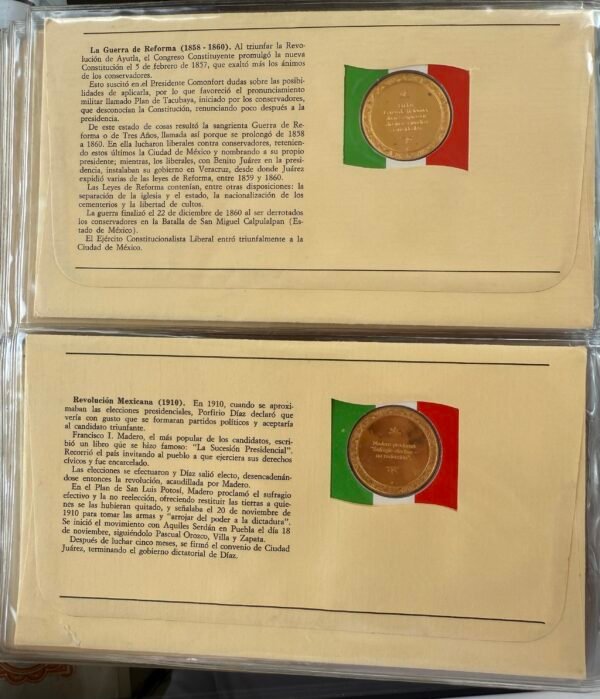 La Guerra de Reforma (1858 - 1860). Al triunfar la Revo-
lución de Ayutla, el Congreso Constituyente promulgó la nueva
Constitución el 5 de febrero de 1857, que exaltó más los ánimos
de los conservadores.
Esto suscitó en el Presidente Comonfort dudas sobre las posibi-
lidades de aplicarla, por lo que favoreció el pronunciamiento
militar llamado Plan de Tacubaya, iniciado por los conservadores,
que desconocían la Constitución, renunciando poco después a la
presidencia.
De este estado de cosas resultó la sangrienta Guerra de Re-
forma o de Tres Años, llamada así porque se prolongó de 1858
a 1860. En ella lucharon liberales contra conservadores, retenien-
do estos últimos la Ciudad de México y nombrando a su propio
presidente; mientras, los liberales, con Benito Juárez en la presi-
dencia, instalaban su gobierno en Veracruz, desde donde Juárez
expidió varias de las leyes de Reforma, entre 1859 y 1860.
Las Leyes de Reforma contenían, entre otras disposiciones: la
separación de la iglesia y el estado, la nacionalización de los
cementerios y la libertad de cultos.
La guerra finalizó el 22 de diciembre de 1860 al ser derrotados
los conservadores en la Batalla de San Miguel Calpulalpan (Es-
tado de México).
El Ejército Constitucionalista Liberal entró triunfalmente a la
Ciudad de México.
Revolución Mexicana (1910). En 1910, cuando se aproxi-
maban las elecciones presidenciales, Porfirio Díaz declaró que
vería con gusto que se formaran partidos políticos y aceptaría
al candidato triunfante.
Francisco I. Madero, el más popular de los candidatos, escri-
bió un libro que se hizo famoso: "La Sucesión Presidencial".
Recorrió el país invitando al pueblo a que ejerciera sus derechos
cívicos y fue encarcelado.
Las elecciones se efectuaron y Díaz salió electo, desencadenán-
dose entonces la revolución, acaudillada por Madero.
En el Plan de San Luis Potosí, Madero proclamó el sufragio
efectivo y la no reelección, ofreciendo restituir las tierras a quie-
nes se las hubieran quitado, y señalaba el 20 de noviembre de
1910 para tomar las armas y "arrojar del poder a la dictadura".
Se inició el movimiento con Aquiles Serdán en Puebla el día 18
de noviembre, siguiéndolo Pascual Orozco, Villa y Zapata.
Después de luchar cinco meses, se firmó el convenio de Ciudad
Juárez, terminando el gobierno dictatorial de Díaz.
Madero proclamó
"Sufragio efectivo —
no reelección".